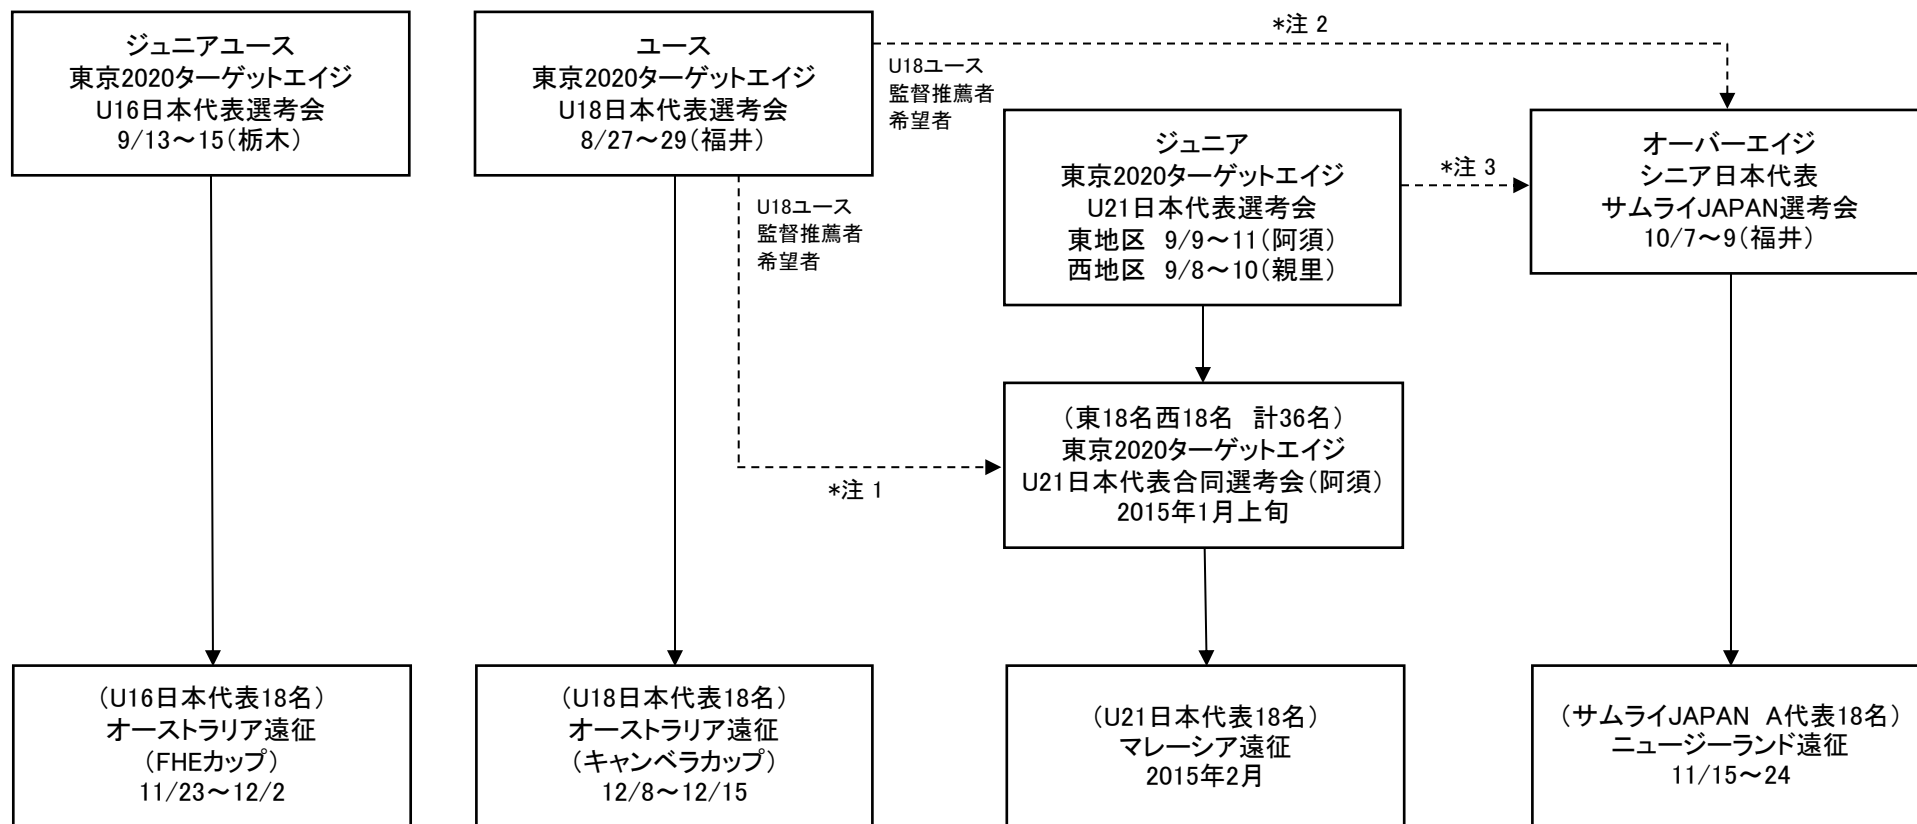 ジュニアユース
東京2020ターゲットエイジ
U16日本代表選考会
9/13～15(栃木)
ユース
東京2020ターゲットエイジ
U18日本代表選考会
8/27～29(福井)
*注 2
U18ユース
監督推薦者
希望者
ジュニア
東京2020ターゲットエイジ
U21日本代表選考会
東地区　9/9～11(阿須)
西地区　9/8～10(親里)
*注 3
オーバーエイジ
シニア日本代表
サムライJAPAN選考会
10/7～9(福井)
U18ユース
監督推薦者
希望者
*注 1
(東18名西18名　計36名)
東京2020ターゲットエイジ
U21日本代表合同選考会(阿須)
2015年1月上旬
(U16日本代表18名)
オーストラリア遠征
(FHEカップ)
11/23～12/2
(U18日本代表18名)
オーストラリア遠征
(キャンベラカップ)
12/8～12/15
(U21日本代表18名)
マレーシア遠征
2015年2月
(サムライJAPAN　A代表18名)
ニュージーランド遠征
11/15～24